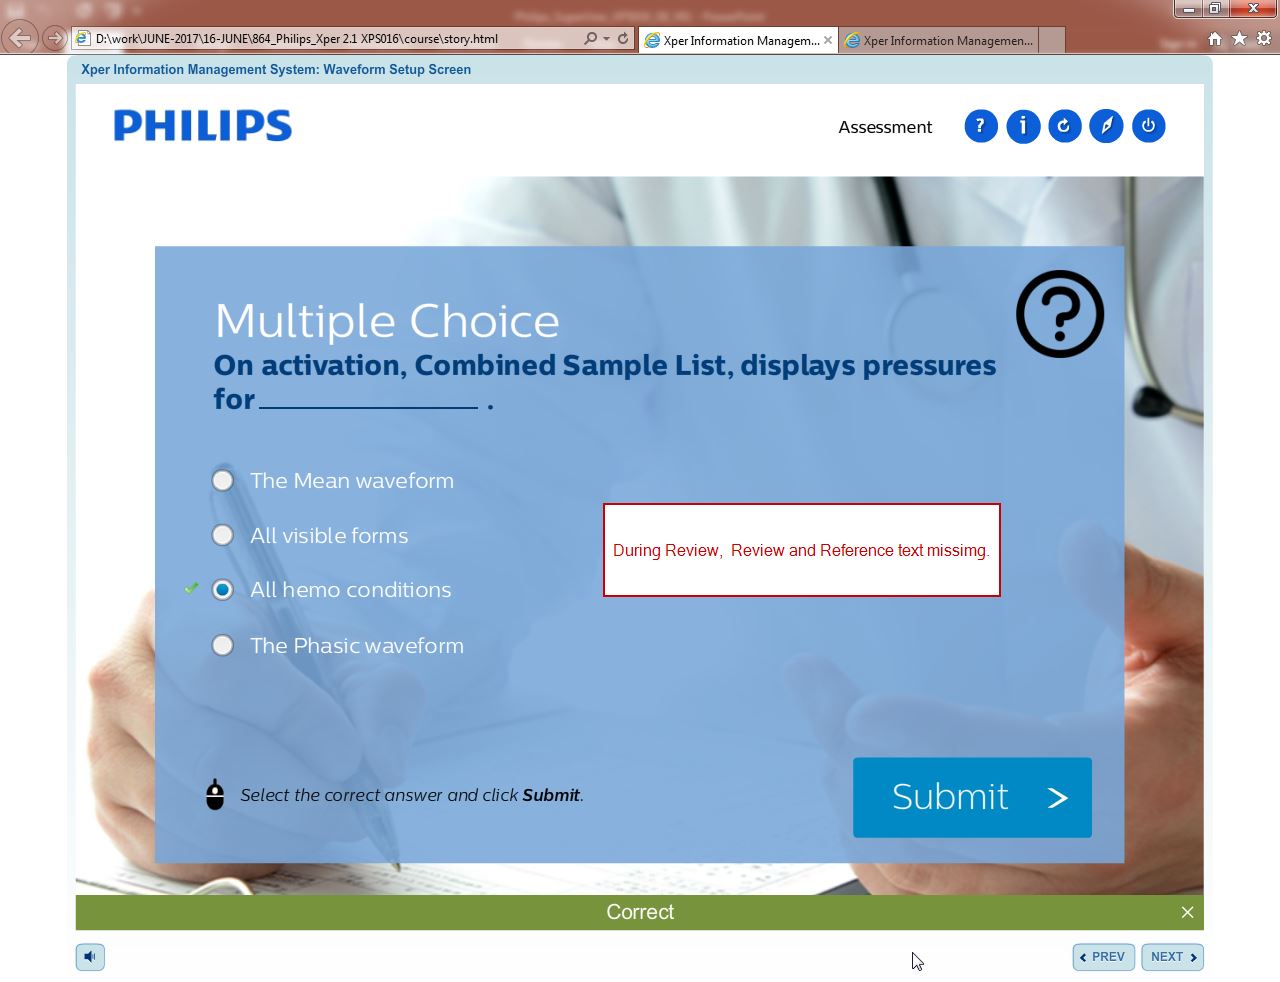 D:\work\JUNE-2017\16-JUNE\864_Philips_Xper 2.1 XPS016\course\story.html
Xper Information Managem...
Xper Information Managemen...
Xper Information Management System: Waveform Setup Screen
PHILIPS
Assessment
Multiple Choice
On activation, Combined Sample List, displays pressures
for ________________ .
The Mean waveform
All visible forms
All hemo conditions
The Phasic waveform
During Review, Review and Reference text missimg.
Select the correct answer and click Submit.
Submit
Correct
PREV
NEXT